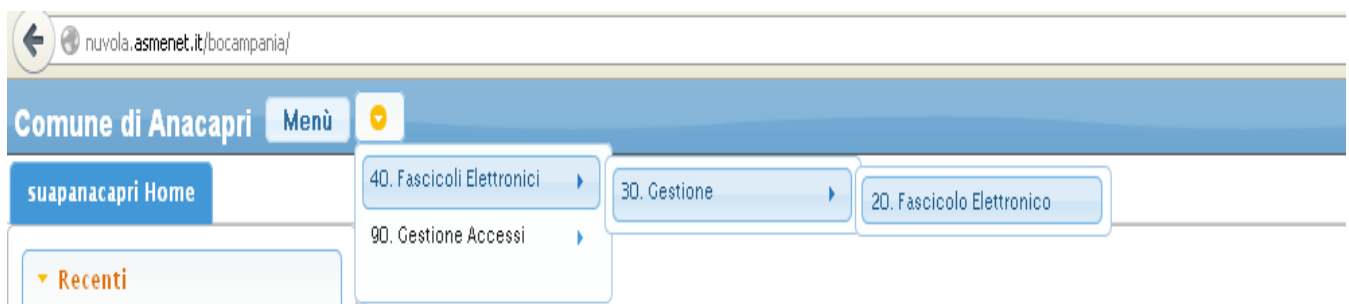 nuvola.asmenet.it/bocampania/
Comune di Anacapri Menù
suapanacapri Home
40. Fascicoli Elettronici
30. Gestione
20. Fascicolo Elettronico
90. Gestione Accessi
Recenti